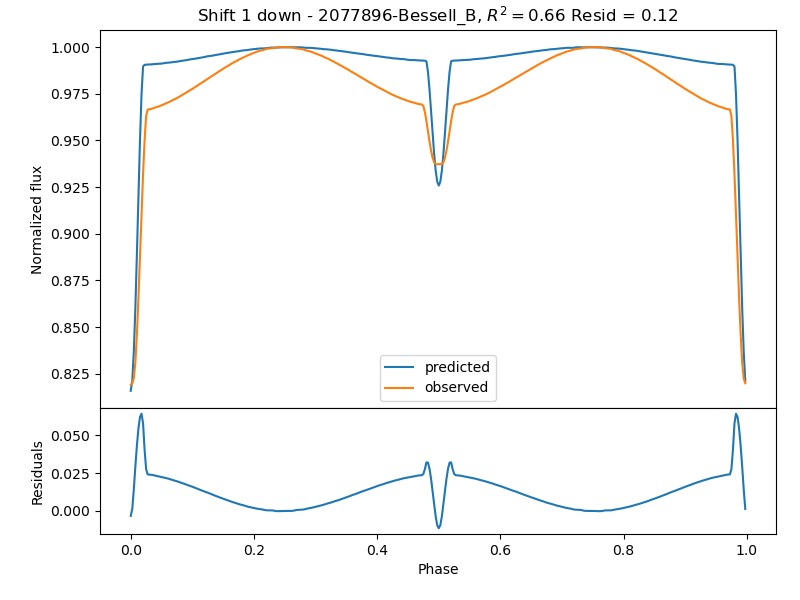 Shift 1 down - 2077896-Bessell_B, $R^2 = 0.66$ Resid = 0.12
1.000
0.975
0.950
0.925
0.900
0.875
0.850
0.825
Normalized flux
predicted
observed
0.050
0.025
0.000
Residuals
0.0 0.2 0.4 0.6 0.8 1.0
Phase